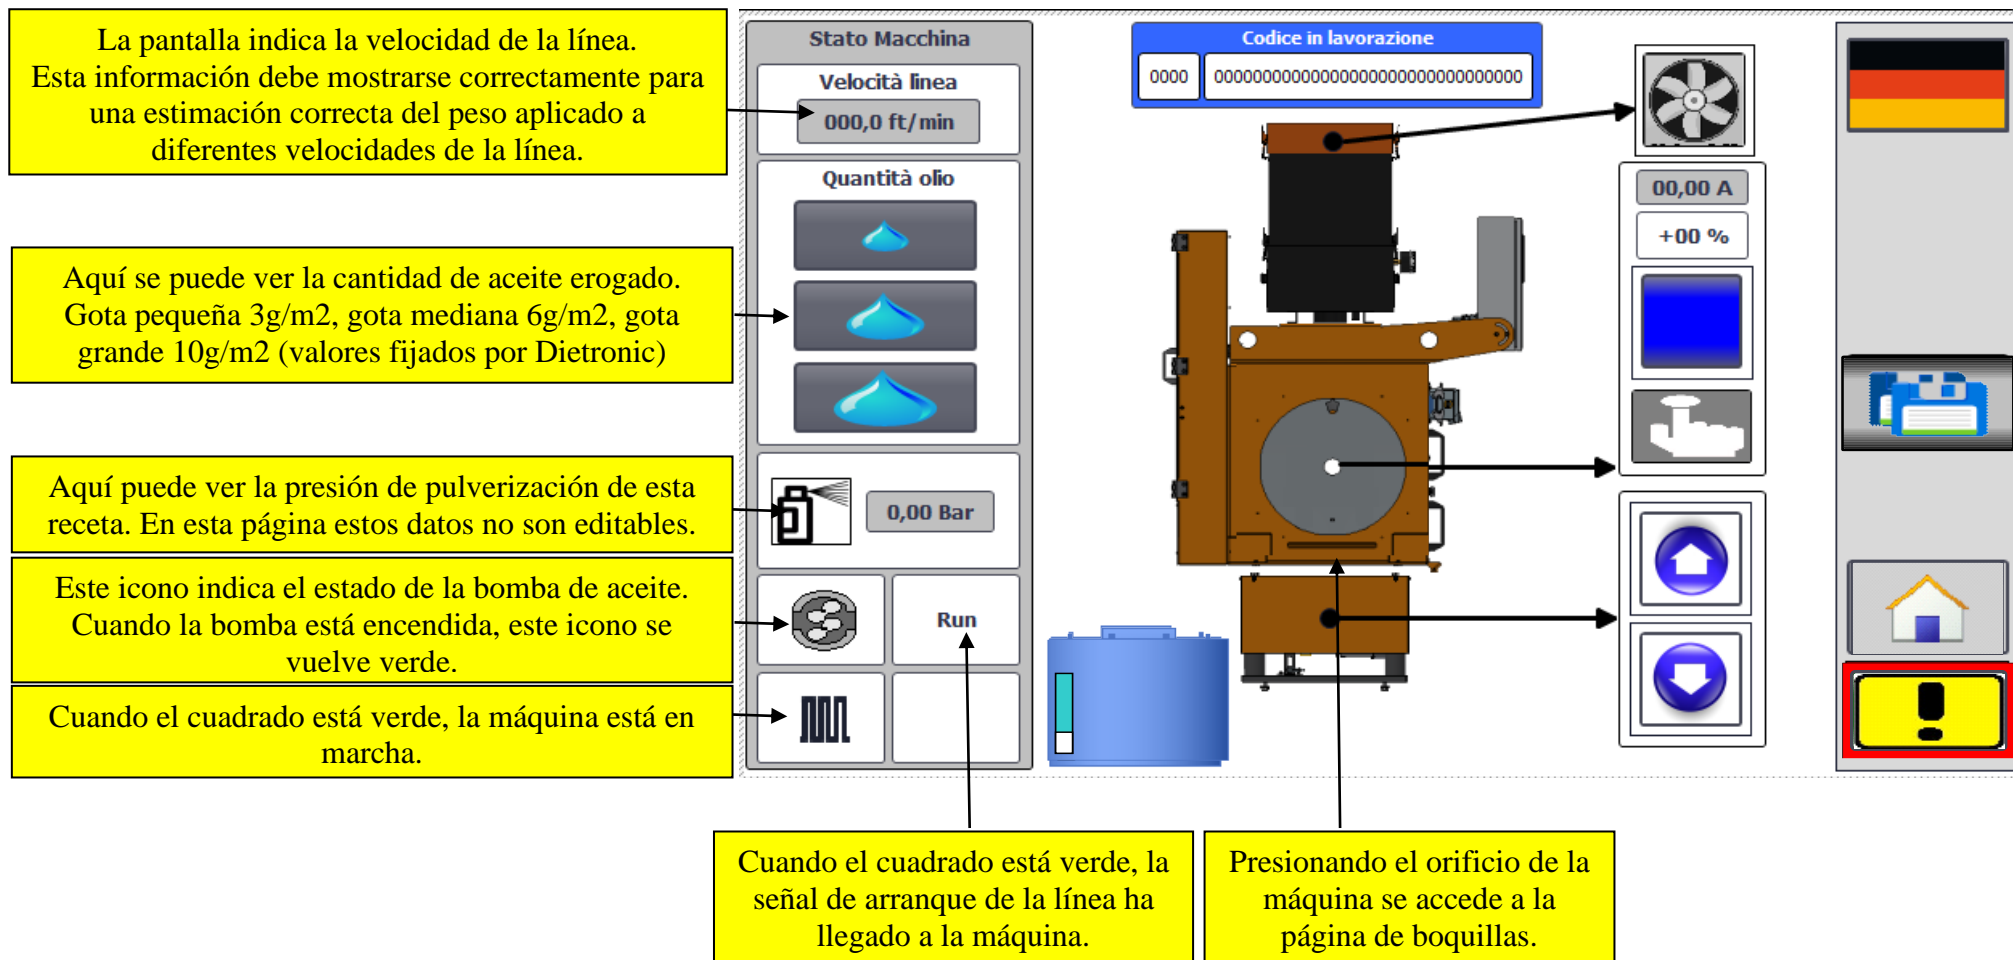 La pantalla indica la velocidad de la línea.
Esta información debe mostrarse correctamente para
una estimación correcta del peso aplicado a
diferentes velocidades de la línea.
Aquí se puede ver la cantidad de aceite erogado.
Gota pequeña 3g/m2, gota mediana 6g/m2, gota
grande 10g/m2 (valores fijados por Dietronic)
Aquí puede ver la presión de pulverización de esta
receta. En esta página estos datos no son editables.
Este icono indica el estado de la bomba de aceite.
Cuando la bomba está encendida, este icono se
vuelve verde.
Cuando el cuadrado está verde, la máquina está en
marcha.
Stato Macchina
Velocità linea
000,0 ft/min
Quantità olio
0,00 Bar
Run
Codice in lavorazione
0000 00000000000000000000000000000000
00,00 A
+00 %
Cuando el cuadrado está verde, la
señal de arranque de la línea ha
llegado a la máquina.
Presionando el orificio de la
máquina se accede a la
página de boquillas.